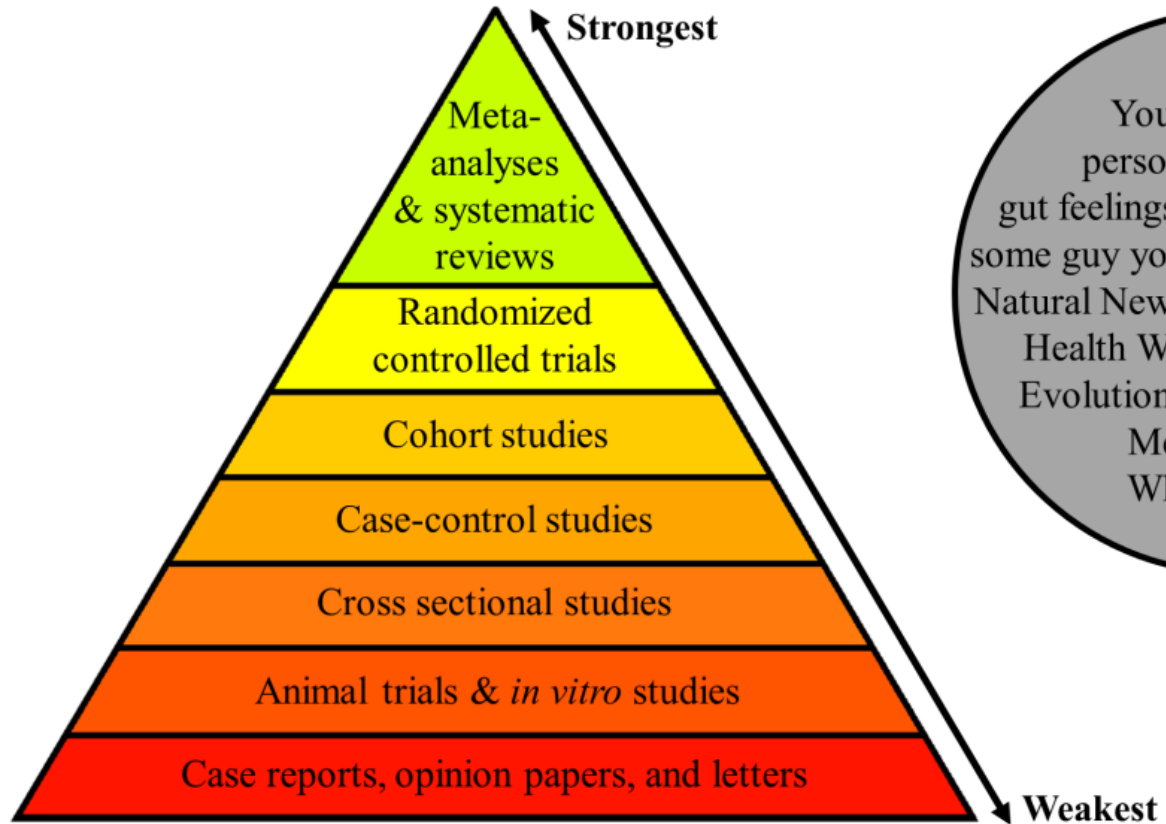 Strongest
Meta-
analyses
& systematic
reviews
Randomized
controlled trials
Cohort studies
Case-control studies
Cross sectional studies
Animal trials & in vitro studies
Case reports, opinion papers, and letters
Weakest
gut feelings
some guy
Natural
Health